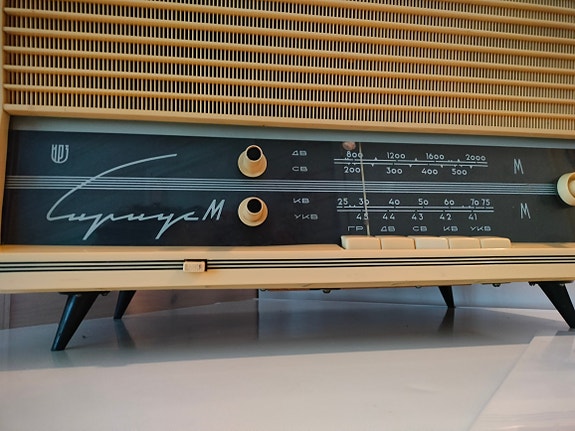 ИРЗ
ДВ 800 1200 1600 2000 М
СВ 200 300 400 500
Сириус М
КВ 25 30 40 50 60 70 75 М
УКВ 45 44 43 42 41
ГР ДВ СВ КВ УКВ